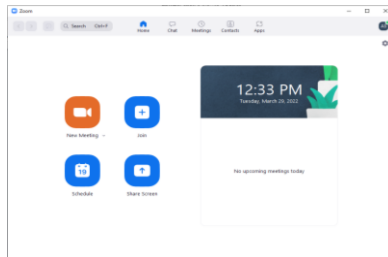 Zoom
Search Ctrl+F
Home
Chat
Meetings
Contacts
Apps
12:33 PM
Tuesday, March 29, 2022
New Meeting
Join
19
Schedule
Share Screen
No upcoming meetings today